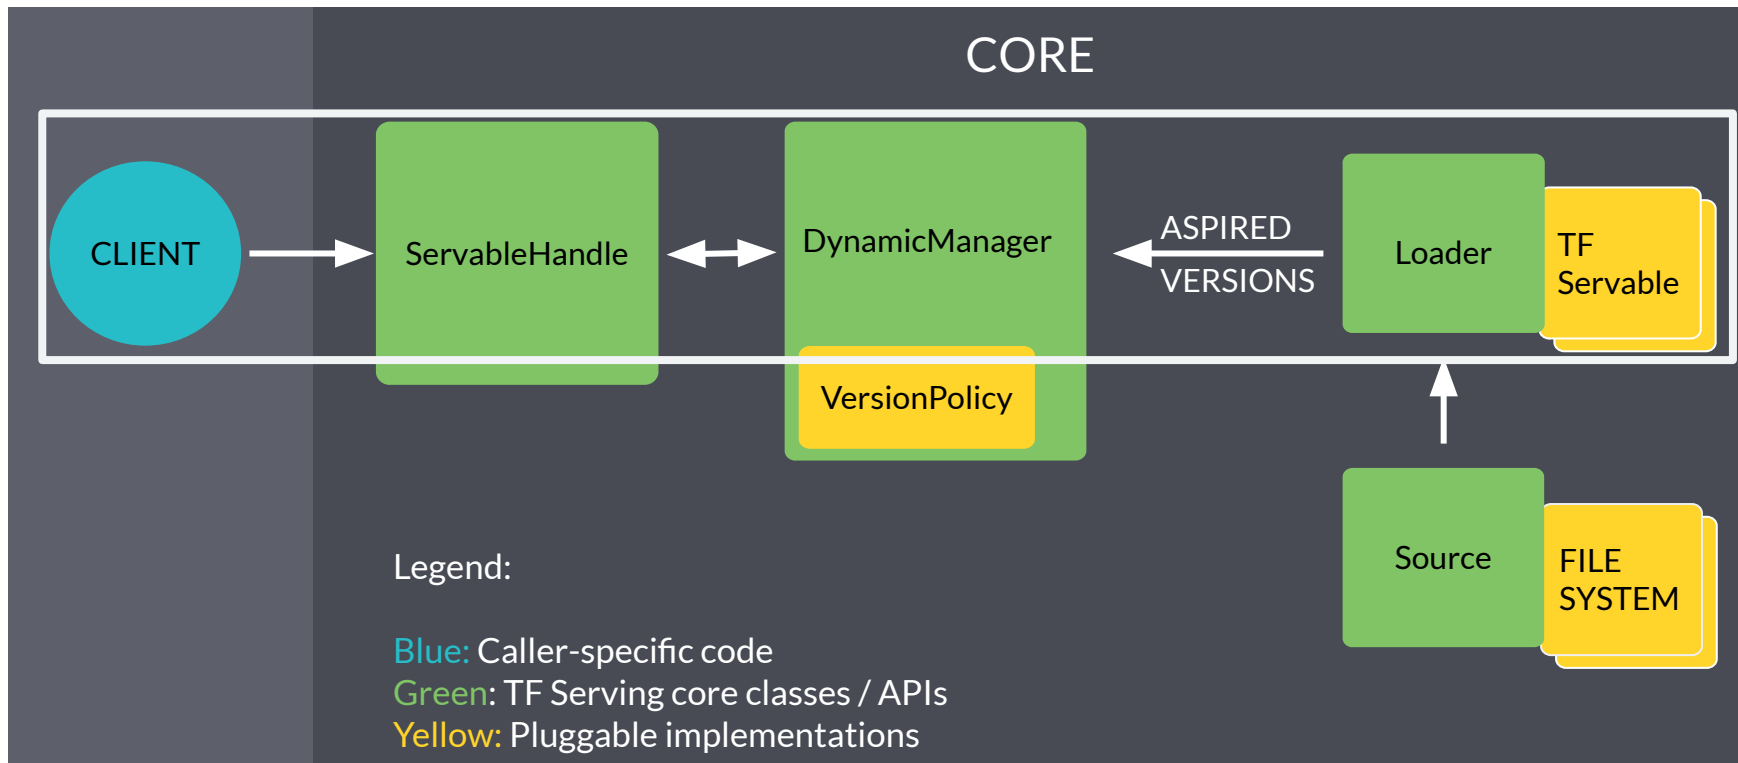 CORE
CLIENT
ServableHandle
DynamicManager
VersionPolicy
ASPIRED
VERSIONS
Loader
TF
Servable
Source
FILE
SYSTEM
Legend:
Blue: Caller-specific code
Green: TF Serving core classes / APIs
Yellow: Pluggable implementations